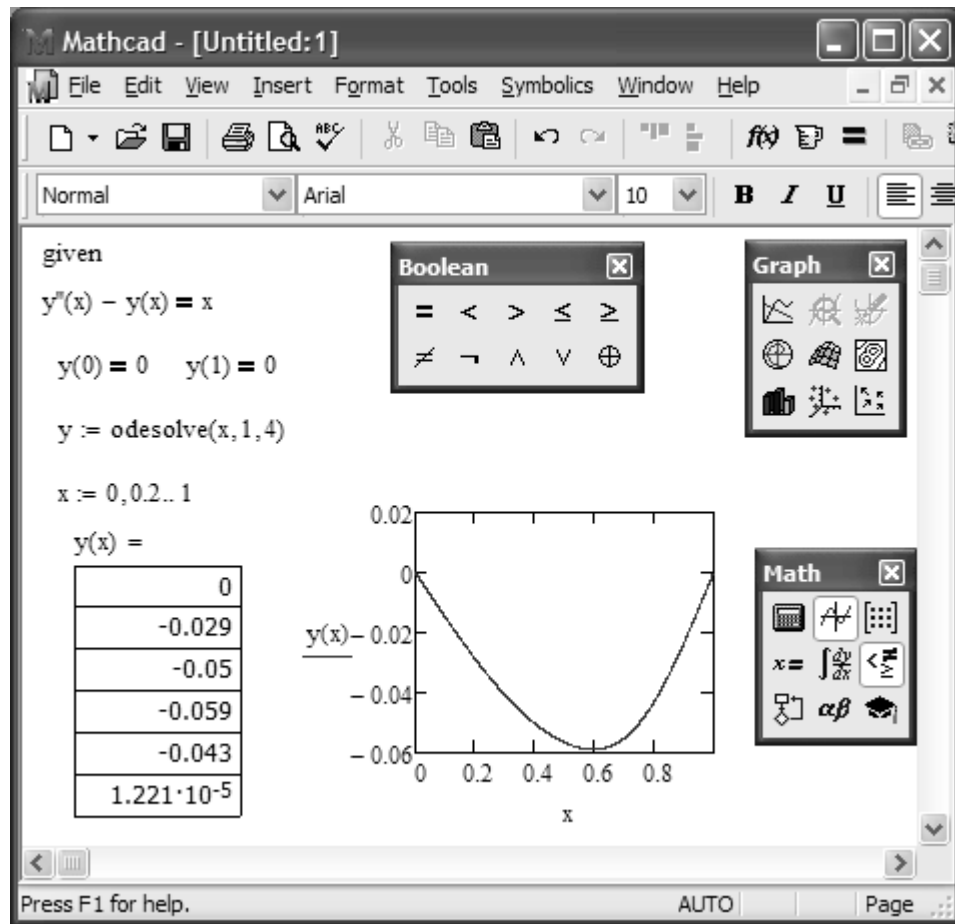 Mathcad - [Untitled:1]
File Edit View Insert Format Tools Symbolics Window Help
ABC f(x) =
Normal Arial 10 B I U
given
y"(x) − y(x) = x
y(0) = 0 y(1) = 0
y := odesolve(x,1,4)
x := 0,0.2.. 1
y(x) =
0
-0.029
-0.05
-0.059
-0.043
1.221·10-5
Boolean
= < > ≤ ≥
≠ ¬ ∧ ∨ ⊕
Graph
0.02
0
y(x) − 0.02
− 0.04
− 0.06
0 0.2 0.4 0.6 0.8
x
Math
x= ∫ dy/dx < ≠ ≥
αβ
Press F1 for help. AUTO Page